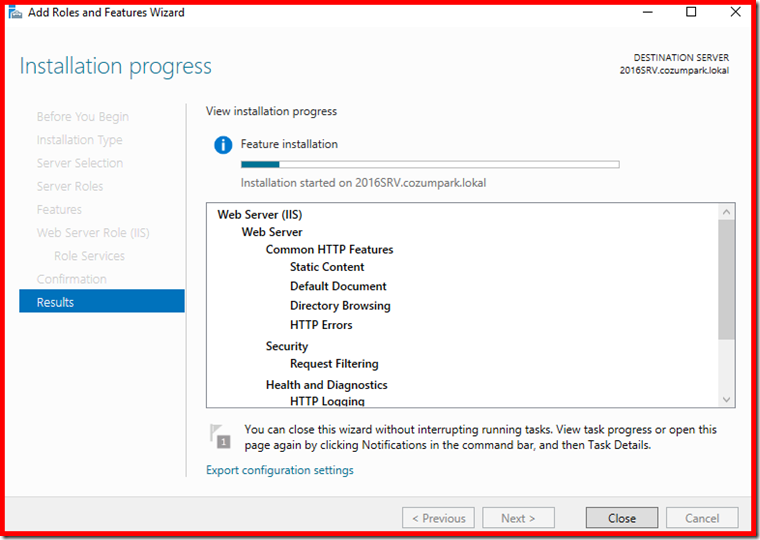 Add Roles and Features Wizard
Installation progress
DESTINATION SERVER
2016SRV.cozumpark.lokal
Before You Begin
Installation Type
Server Selection
Server Roles
Features
Web Server Role (IIS)
Role Services
Confirmation
Results
View installation progress
Feature installation
Installation started on 2016SRV.cozumpark.lokal
Web Server (IIS)
Web Server
Common HTTP Features
Static Content
Default Document
Directory Browsing
HTTP Errors
Security
Request Filtering
Health and Diagnostics
HTTP Logging
1
You can close this wizard without interrupting running tasks. View task progress or open this
page again by clicking Notifications in the command bar, and then Task Details.
Export configuration settings
< Previous
Next >
Close
Cancel